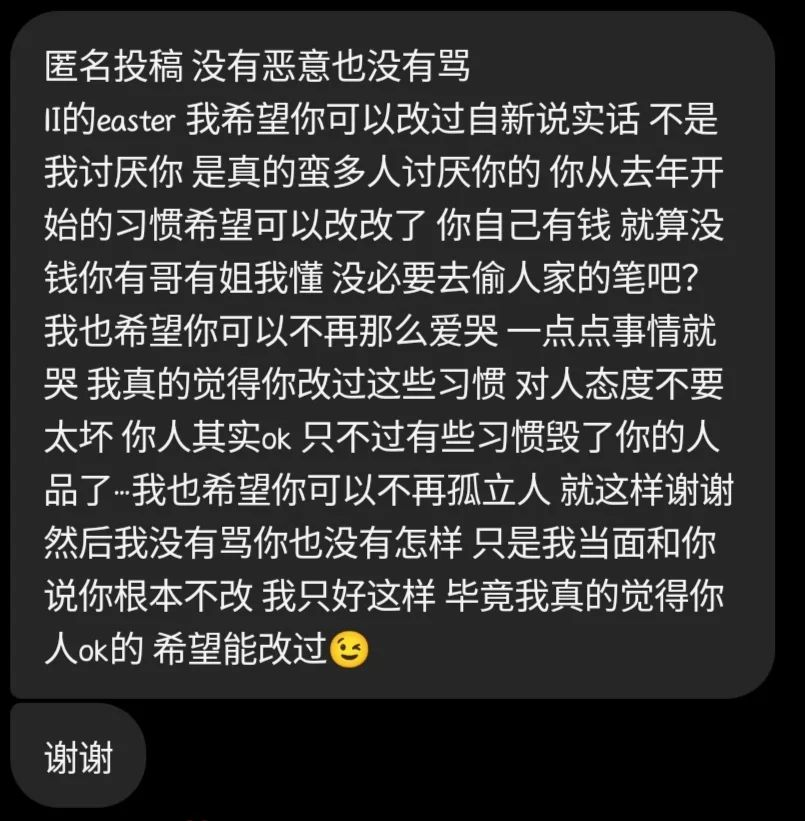 匿名投稿 没有恶意也没有骂
II的easter 我希望你可以改过自新说实话 不是
我讨厌你 是真的蛮多人讨厌你的 你从去年开
始的习惯希望可以改改了 你自己有钱 就算没
钱你有哥有姐我懂 没必要去偷人家的笔吧?
我也希望你可以不再那么爱哭 一点点事情就
哭 我真的觉得你改过这些习惯 对人态度不要
太坏 你人其实ok 只不过有些习惯毁了你的人
品了…我也希望你可以不再孤立人 就这样谢谢
然后我没有骂你也没有怎样 只是我当面和你
说你根本不改 我只好这样 毕竟我真的觉得你
人ok的 希望能改过😉
谢谢